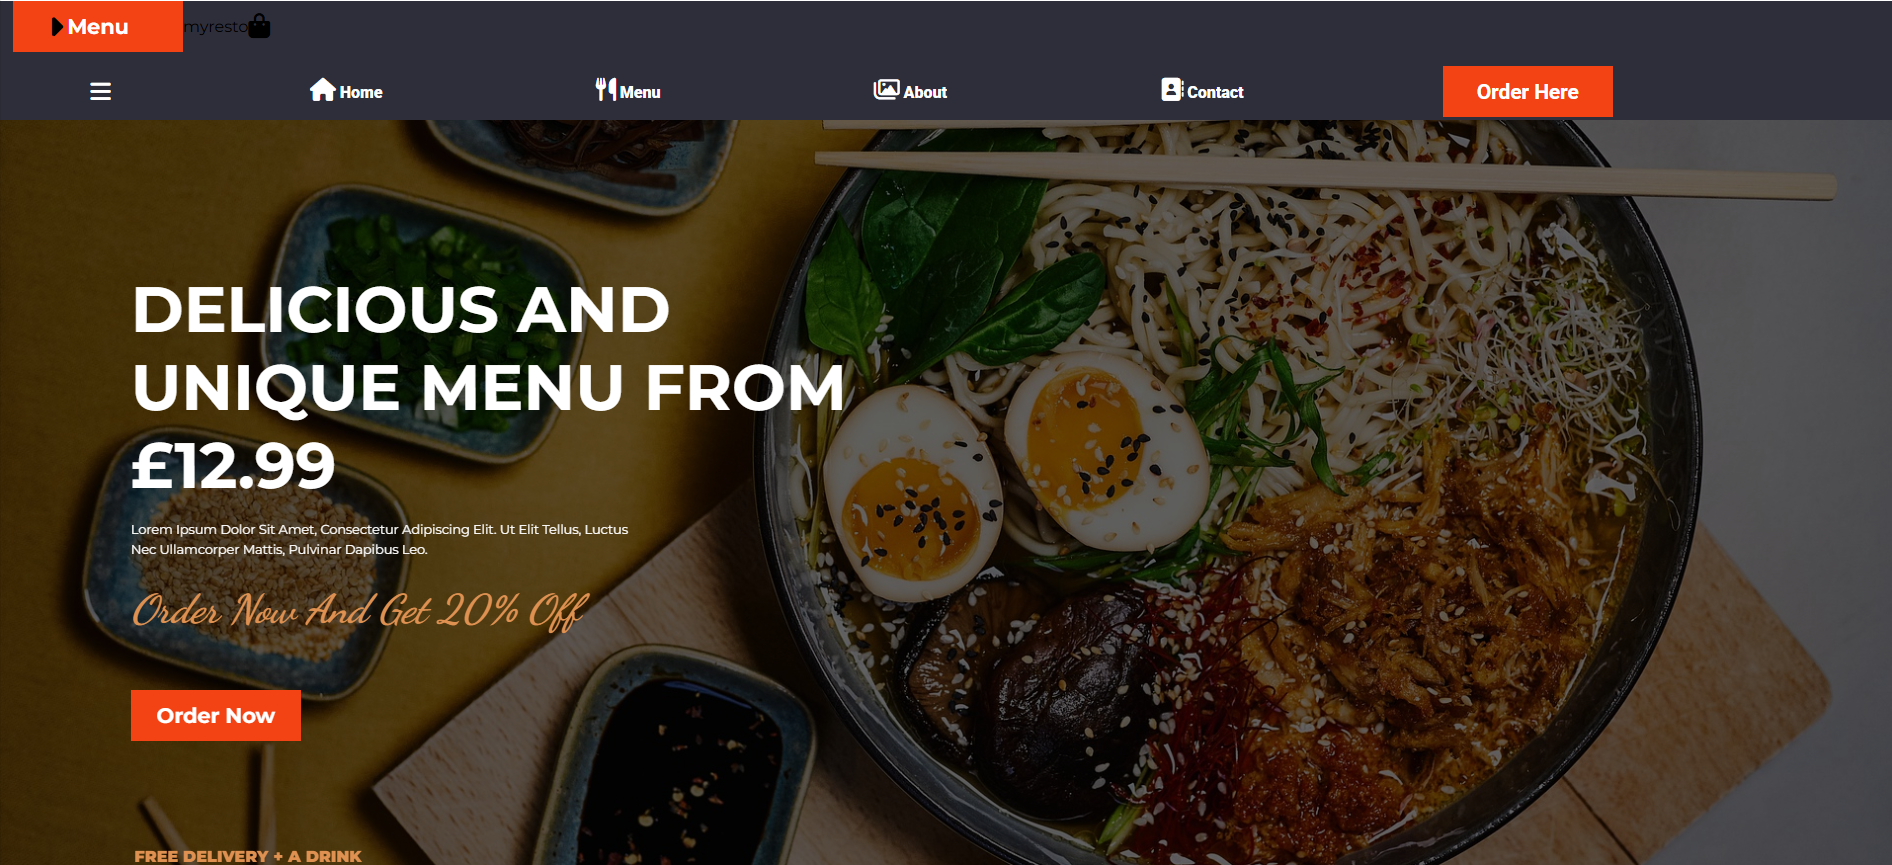 Menu myresto
Home Menu About Contact Order Here
DELICIOUS AND
UNIQUE MENU FROM
£12.99
Lorem Ipsum Dolor Sit Amet, Consectetur Adipiscing Elit. Ut Elit Tellus, Luctus
Nec Ullamcorper Mattis, Pulvinar Dapibus Leo.
Order Now And Get 20% Off
Order Now
FREE DELIVERY + A DRINK